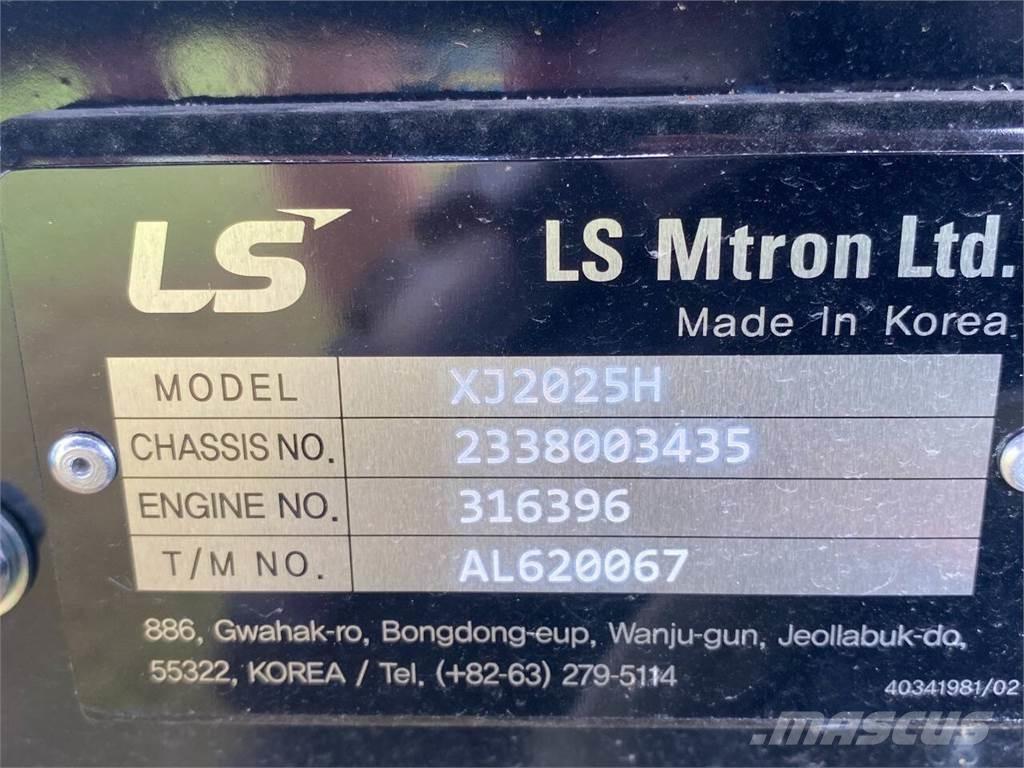 LS
LS Mtron Ltd.
Made In Korea
MODEL XJ2025H
CHASSIS NO. 2338003435
ENGINE NO. 316396
T/M NO. AL620067
886, Gwahak-ro, Bongdong-eup, Wanju-gun, Jeollabuk-do,
55322, KOREA / Tel. (+82-63) 279-5114
40341981/02
MASCUS